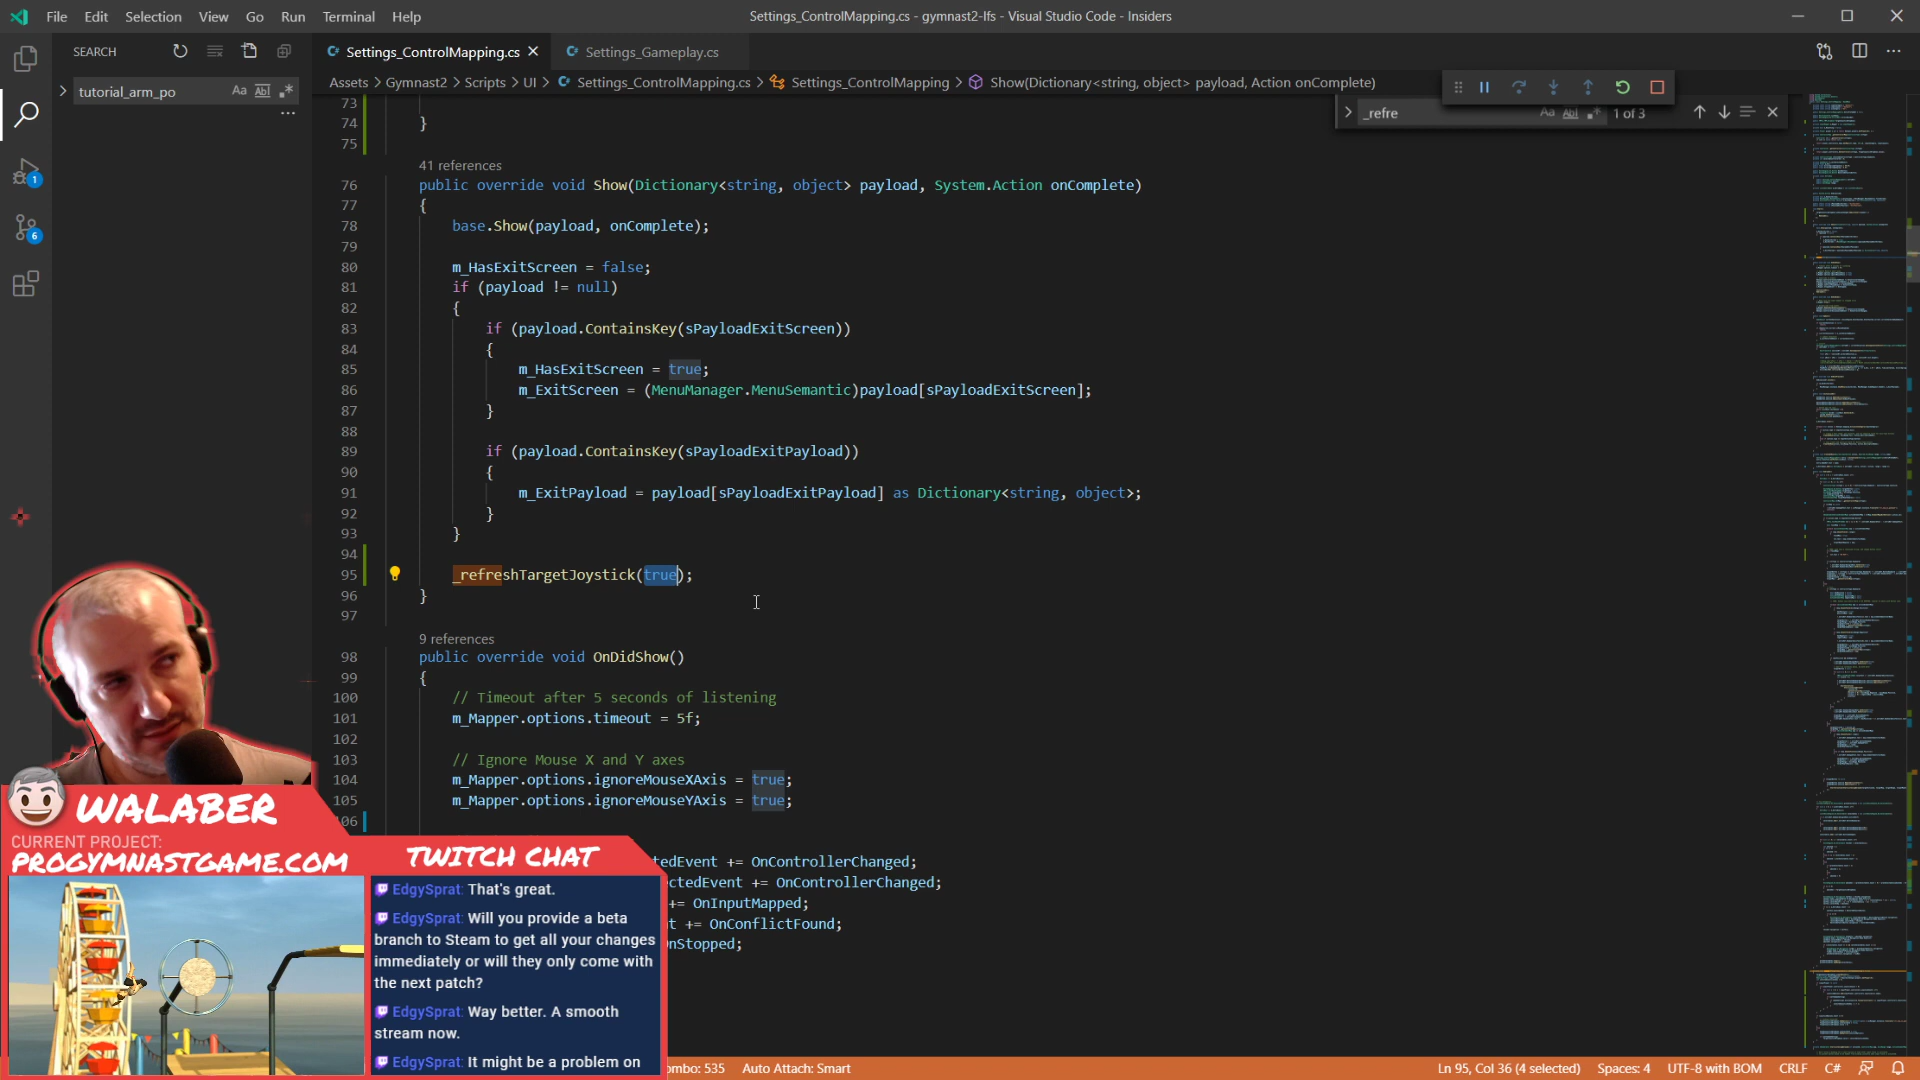 File Edit Selection View Go Run Terminal Help
Settings_ControlMapping.cs - gymnast2-lfs - Visual Studio Code - Insiders
SEARCH
Settings_ControlMapping.cs
Settings_Gameplay.cs
tutorial_arm_po
Assets > Gymnast2 > Scripts > UI > Settings_ControlMapping.cs > Settings_ControlMapping > Show(Dictionary<string, object> payload, Action onComplete)
_refre
1 of 3
73
74 }
75
41 references
76 public override void Show(Dictionary<string, object> payload, System.Action onComplete)
77 {
78 base.Show(payload, onComplete);
79
80 m_HasExitScreen = false;
81 if (payload != null)
82 {
83 if (payload.ContainsKey(sPayloadExitScreen))
84 {
85 m_HasExitScreen = true;
86 m_ExitScreen = (MenuManager.MenuSemantic)payload[sPayloadExitScreen];
87 }
88
89 if (payload.ContainsKey(sPayloadExitPayload))
90 {
91 m_ExitPayload = payload[sPayloadExitPayload] as Dictionary<string, object>;
92 }
93 }
94
95 _refreshTargetJoystick(true);
96 }
97
9 references
98 public override void OnDidShow()
99 {
100 // Timeout after 5 seconds of listening
101 m_Mapper.options.timeout = 5f;
102
103 // Ignore Mouse X and Y axes
104 m_Mapper.options.ignoreMouseXAxis = true;
105 m_Mapper.options.ignoreMouseYAxis = true;
06
tedEvent += OnControllerChanged;
ectedEvent += OnControllerChanged;
+= OnInputMapped;
t += OnConflictFound;
nStopped;
1
6
WALABER
CURRENT PROJECT:
PROGYMNASTGAME.COM
TWITCH CHAT
EdgySprat: That's great.
EdgySprat: Will you provide a beta
branch to Steam to get all your changes
immediately or will they only come with
the next patch?
EdgySprat: Way better. A smooth
stream now.
EdgySprat: It might be a problem on
ombo: 535 Auto Attach: Smart
Ln 95, Col 36 (4 selected) Spaces: 4 UTF-8 with BOM CRLF C#